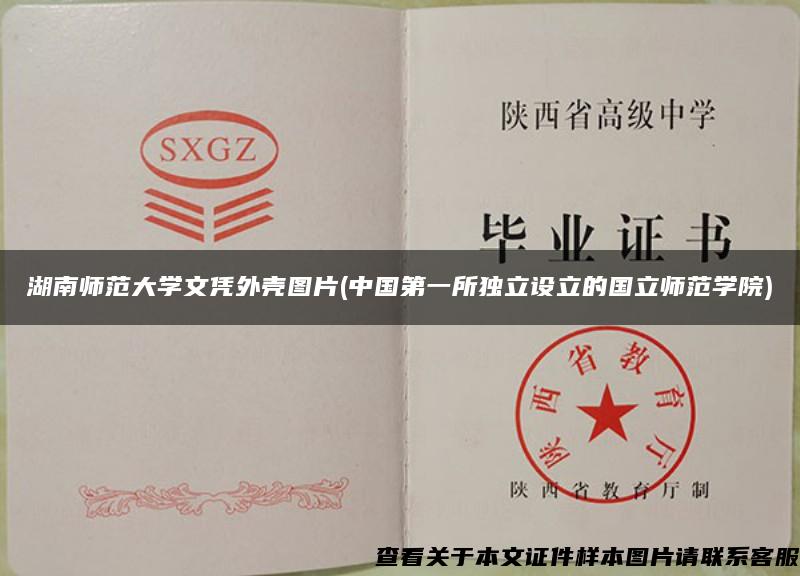 SXGZ
陕西省高级中学
毕业证书
湖南师范大学文凭外壳图片(中国第一所独立设立的国立师范学院)
陕西省教育厅
陕西省教育厅制
查看关于本文证件样本图片请联系客服